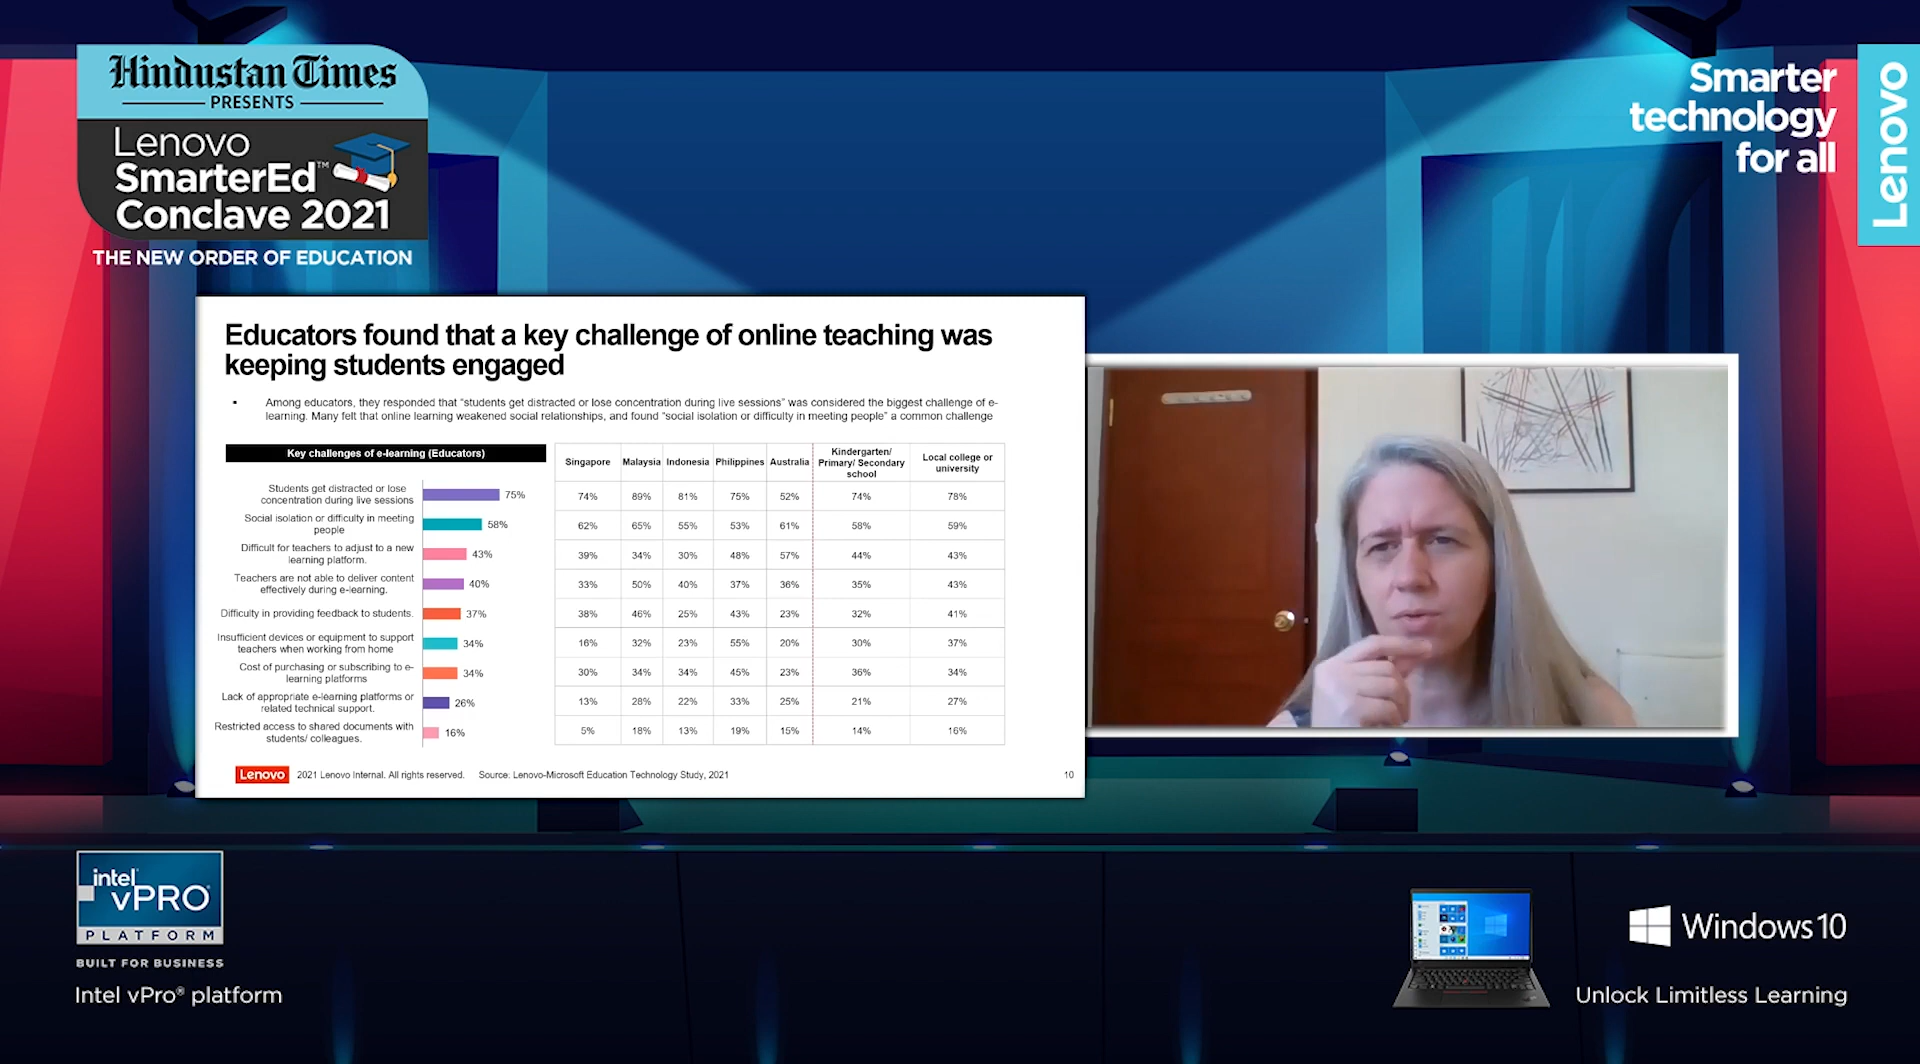 Hindustan Times
PRESENTS
Lenovo
SmarterEd™
Conclave 2021
THE NEW ORDER OF EDUCATION
Smarter
technology
for all
Lenovo
Educators found that a key challenge of online teaching was
keeping students engaged
• Among educators, they responded that “students get distracted or lose concentration during live sessions” was considered the biggest challenge of e-
learning. Many felt that online learning weakened social relationships, and found “social isolation or difficulty in meeting people” a common challenge
Key challenges of e-learning (Educators)
Singapore Malaysia Indonesia Philippines Australia
Kindergarten/
Primary/ Secondary
school
Local college or
university
Students get distracted or lose
concentration during live sessions
75% 74% 89% 81% 75% 52% 74% 78%
Social isolation or difficulty in meeting
people
58% 62% 65% 55% 53% 61% 58% 59%
Difficult for teachers to adjust to a new
learning platform.
43% 39% 34% 30% 48% 57% 44% 43%
Teachers are not able to deliver content
effectively during e-learning.
40% 33% 50% 40% 37% 36% 35% 43%
Difficulty in providing feedback to students.
37% 38% 46% 25% 43% 23% 32% 41%
Insufficient devices or equipment to support
teachers when working from home
34% 16% 32% 23% 55% 20% 30% 37%
Cost of purchasing or subscribing to e-
learning platforms
34% 30% 34% 34% 45% 23% 36% 34%
Lack of appropriate e-learning platforms or
related technical support.
26% 13% 28% 22% 33% 25% 21% 27%
Restricted access to shared documents with
students/ colleagues.
16% 5% 18% 13% 19% 15% 14% 16%
Lenovo 2021 Lenovo Internal. All rights reserved. Source: Lenovo-Microsoft Education Technology Study, 2021 10
intel
vPRO
PLATFORM
BUILT FOR BUSINESS
Intel vPro® platform
Windows 10
Unlock Limitless Learning